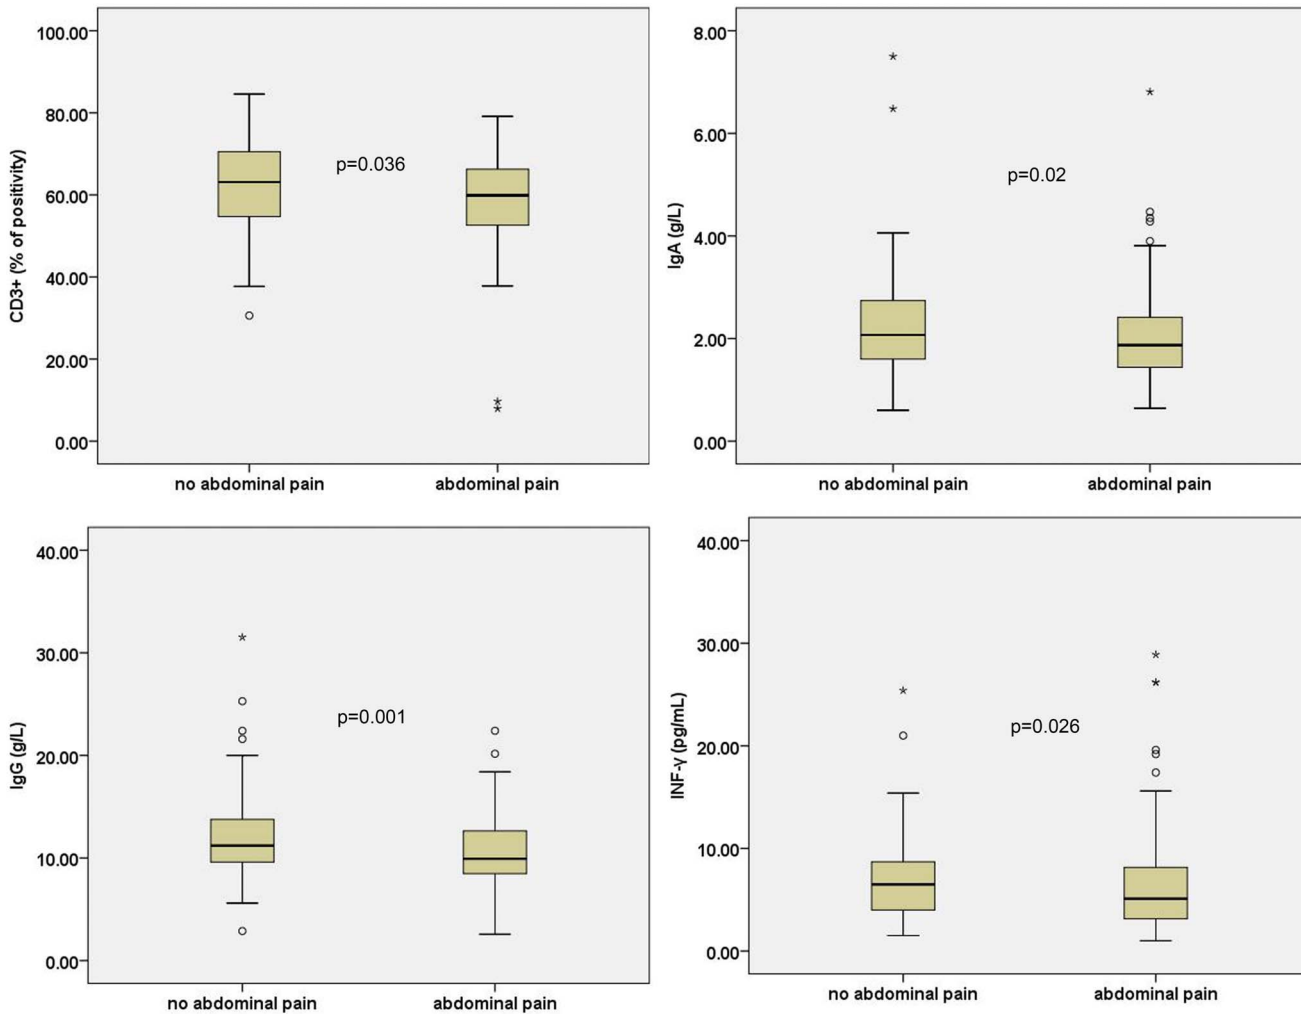 CD3+ (% of positivity)
100.00
80.00
60.00
40.00
20.00
0.00
p=0.036
no abdominal pain
abdominal pain
IgA (g/L)
8.00
6.00
4.00
2.00
0.00
p=0.02
no abdominal pain
abdominal pain
IgG (g/L)
40.00
30.00
20.00
10.00
0.00
p=0.001
no abdominal pain
abdominal pain
INF-γ (pg/mL)
40.00
30.00
20.00
10.00
0.00
p=0.026
no abdominal pain
abdominal pain